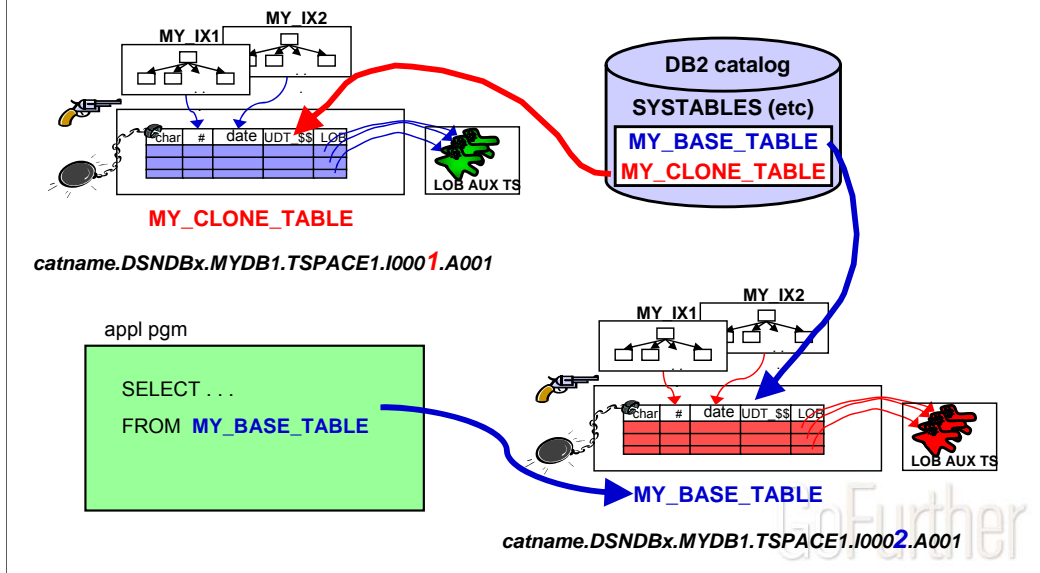 MY_IX2
MY_IX1
char # date UDT_$$ LOB
LOB AUX TS
MY_CLONE_TABLE
catname.DSNDBx.MYDB1.TSPACE1.I0001.A001
DB2 catalog
SYSTABLES (etc)
MY_BASE_TABLE
MY_CLONE_TABLE
appl pgm
SELECT . . .
FROM MY_BASE_TABLE
MY_IX2
MY_IX1
char # date UDT_$$ LOB
LOB AUX TS
MY_BASE_TABLE
GoFurther
catname.DSNDBx.MYDB1.TSPACE1.I0002.A001